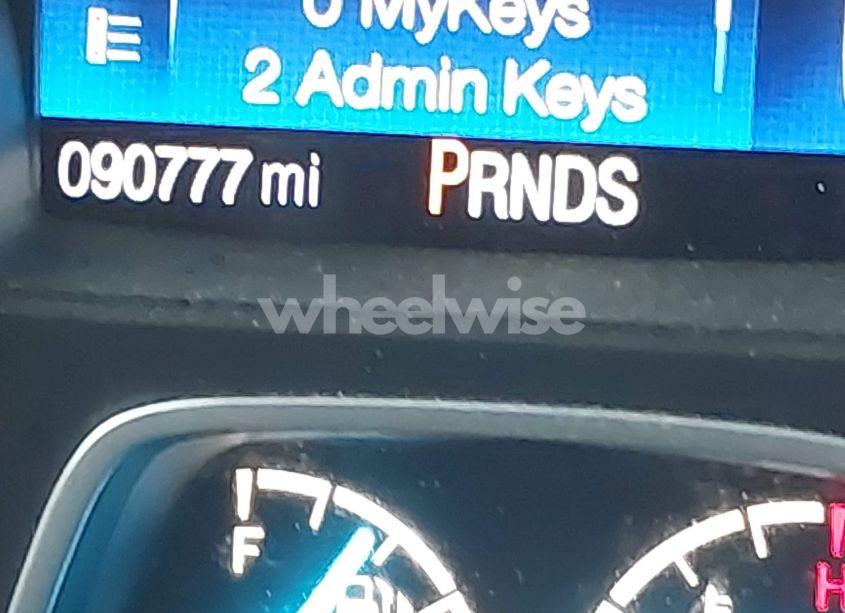 0 MyKeys
2 Admin Keys
090777 mi PRNDS
wheelwise
F
H